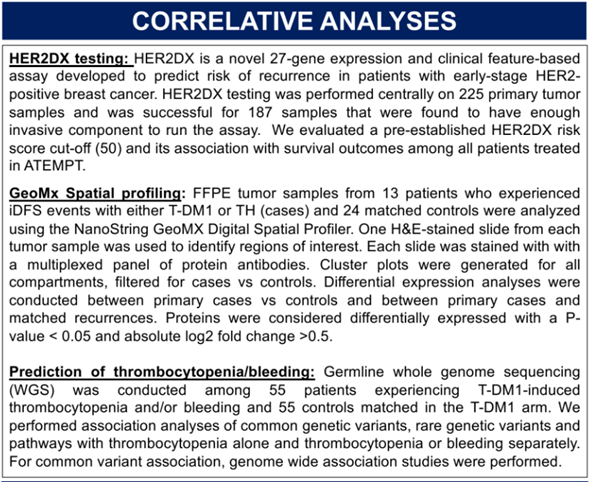 CORRELATIVE ANALYSES
HER2DX testing: HER2DX is a novel 27-gene expression and clinical feature-based
assay developed to predict risk of recurrence in patients with early-stage HER2-
positive breast cancer. HER2DX testing was performed centrally on 225 primary tumor
samples and was successful for 187 samples that were found to have enough
invasive component to run the assay.  We evaluated a pre-established HER2DX risk
score cut-off (50) and its association with survival outcomes among all patients treated
in ATEMPT.
GeoMx Spatial profiling: FFPE tumor samples from 13 patients who experienced
iDFS events with either T-DM1 or TH (cases) and 24 matched controls were analyzed
using the NanoString GeoMX Digital Spatial Profiler. One H&E-stained slide from each
tumor sample was used to identify regions of interest. Each slide was stained with with
a multiplexed panel of protein antibodies. Cluster plots were generated for all
compartments, filtered for cases vs controls. Differential expression analyses were
conducted between primary cases vs controls and between primary cases and
matched recurrences. Proteins were considered differentially expressed with a P-
value < 0.05 and absolute log2 fold change >0.5.
Prediction of thrombocytopenia/bleeding: Germline whole genome sequencing
(WGS) was conducted among 55 patients experiencing T-DM1-induced
thrombocytopenia and/or bleeding and 55 controls matched in the T-DM1 arm. We
performed association analyses of common genetic variants, rare genetic variants and
pathways with thrombocytopenia alone and thrombocytopenia or bleeding separately.
For common variant association, genome wide association studies were performed.